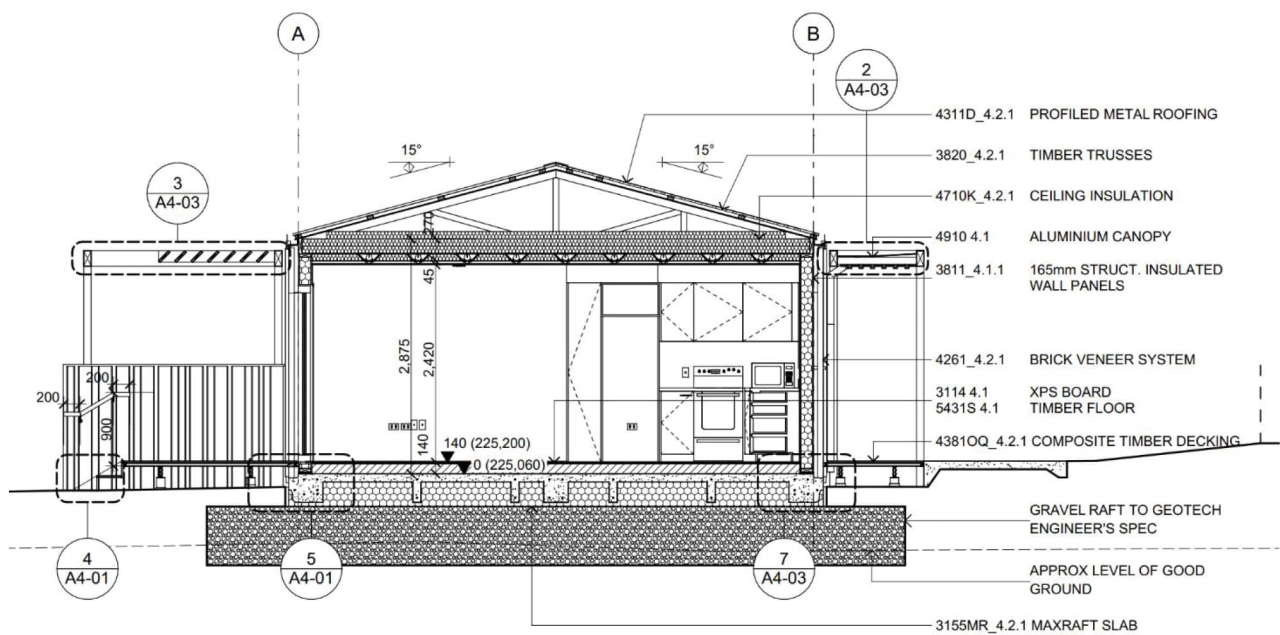 A
B
2
A4-03
4311D_4.2.1 PROFILED METAL ROOFING
15°
15°
3820_4.2.1 TIMBER TRUSSES
3
A4-03
4710K_4.2.1 CEILING INSULATION
4910 4.1 ALUMINIUM CANOPY
3811_4.1.1 165mm STRUCT. INSULATED
WALL PANELS
45
2,875
2,420
4261_4.2.1 BRICK VENEER SYSTEM
200
200
900
3114 4.1 XPS BOARD
5431S 4.1 TIMBER FLOOR
140
140 (225,200)
0 (225,060)
4381OQ_4.2.1 COMPOSITE TIMBER DECKING
GRAVEL RAFT TO GEOTECH
ENGINEER'S SPEC
4
A4-01
5
A4-01
7
A4-03
APPROX LEVEL OF GOOD
GROUND
3155MR_4.2.1 MAXRAFT SLAB